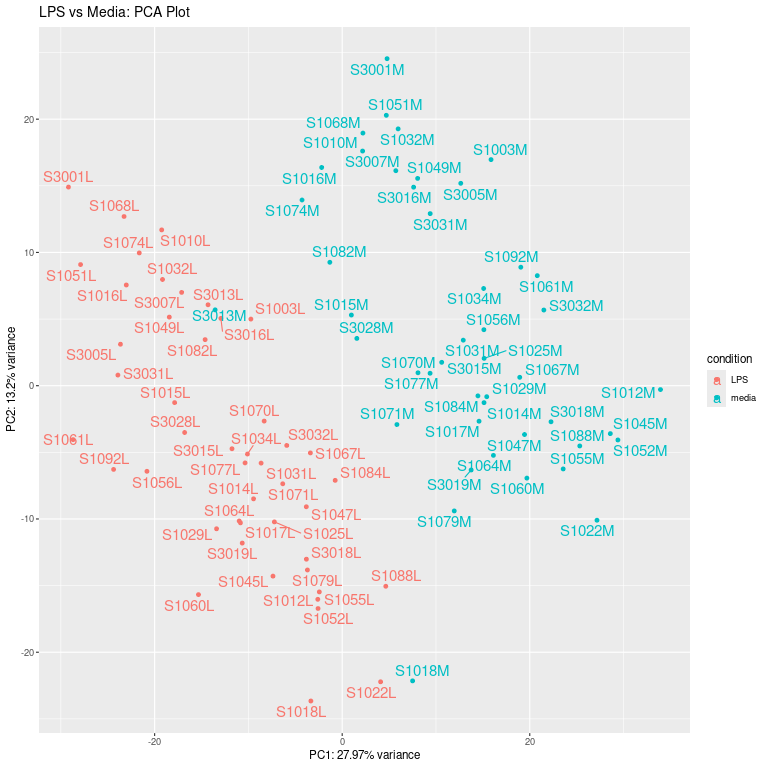 LPS vs Media: PCA Plot
S3001M
S1051M
S1068M
S1032M
S1010M
S1003M
S3007M
S1049M
S3001L
S1016M
S3016M
S3005M
S1068L
S1074M
S3031M
S1074L
S1010L
S1082M
S1092M
S1051L
S1032L
S1061M
S1016L
S3007L
S3013L
S1003L
S1015M
S1034M
S3032M
S3013M
S1049L
S3016L
S3028M
S1056M
S1082L
S3005L
S1031M
S1025M
S1070M
S3015M
S1067M
S3031L
S1077M
S1029M
S1012M
S1015L
S1070L
S1071M
S1084M
S1014M
S3018M
S3028L
S1034L
S3032L
S1017M
S1088M
S1045M
S1061L
S3015L
S1067L
S1047M
S1052M
S1092L
S1077L
S1031L
S1084L
S1064M
S1055M
S1056L
S1014L
S1071L
S3019M
S1060M
S1064L
S1047L
S1079M
S1029L
S1017L
S1025L
S1022M
S3019L
S3018L
S1045L
S1079L
S1088L
S1060L
S1012L
S1055L
S1052L
S1018M
S1022L
S1018L
20
10
0
-10
-20
-20
0
20
PC1: 27.97% variance
PC2: 13.2% variance
condition
a
LPS
a
media